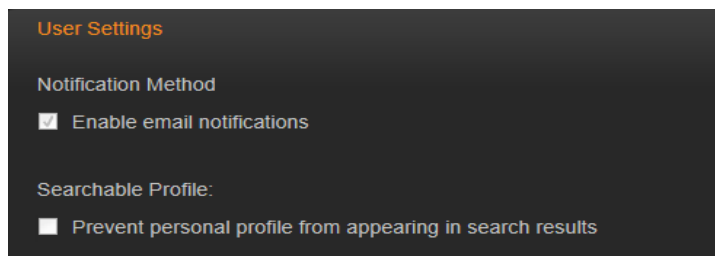 User Settings
Notification Method
Enable email notifications
Searchable Profile:
Prevent personal profile from appearing in search results